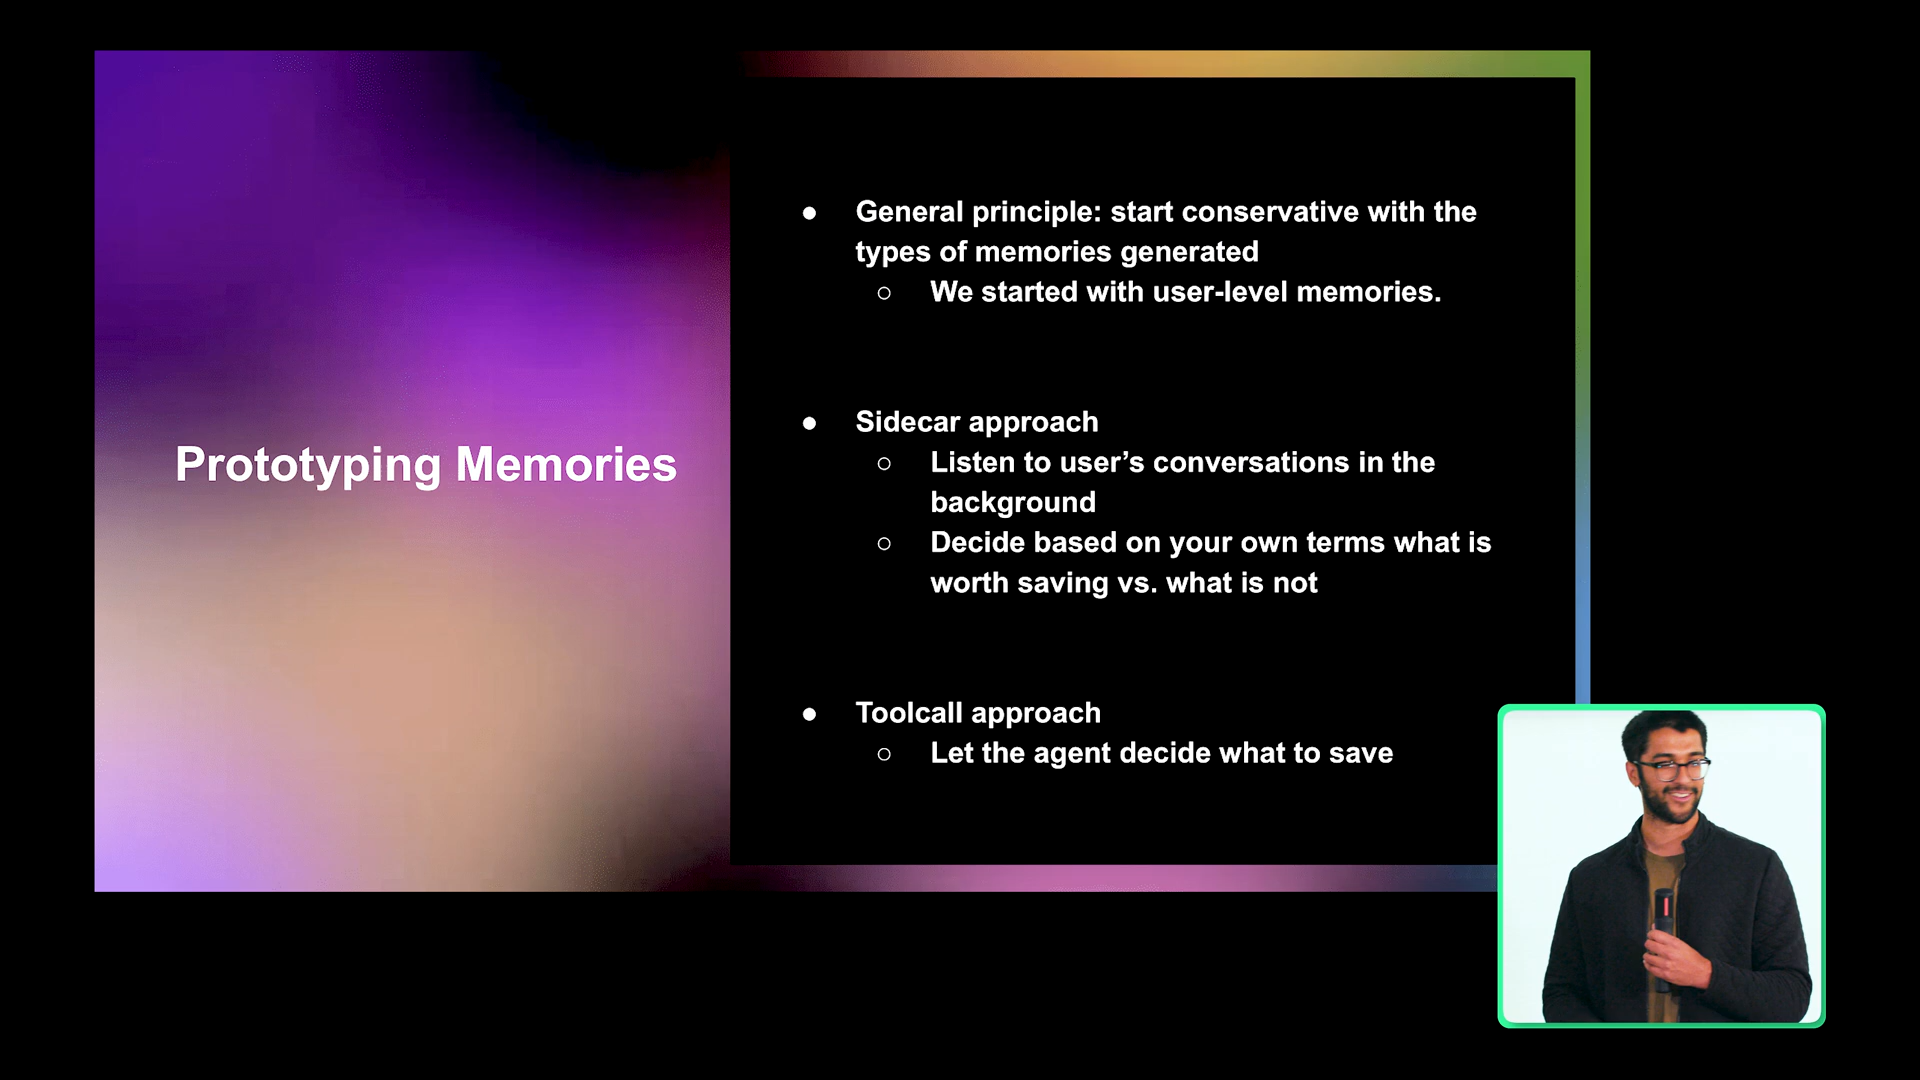 Prototyping Memories
● General principle: start conservative with the
types of memories generated
○ We started with user-level memories.
● Sidecar approach
○ Listen to user’s conversations in the
background
○ Decide based on your own terms what is
worth saving vs. what is not
● Toolcall approach
○ Let the agent decide what to save